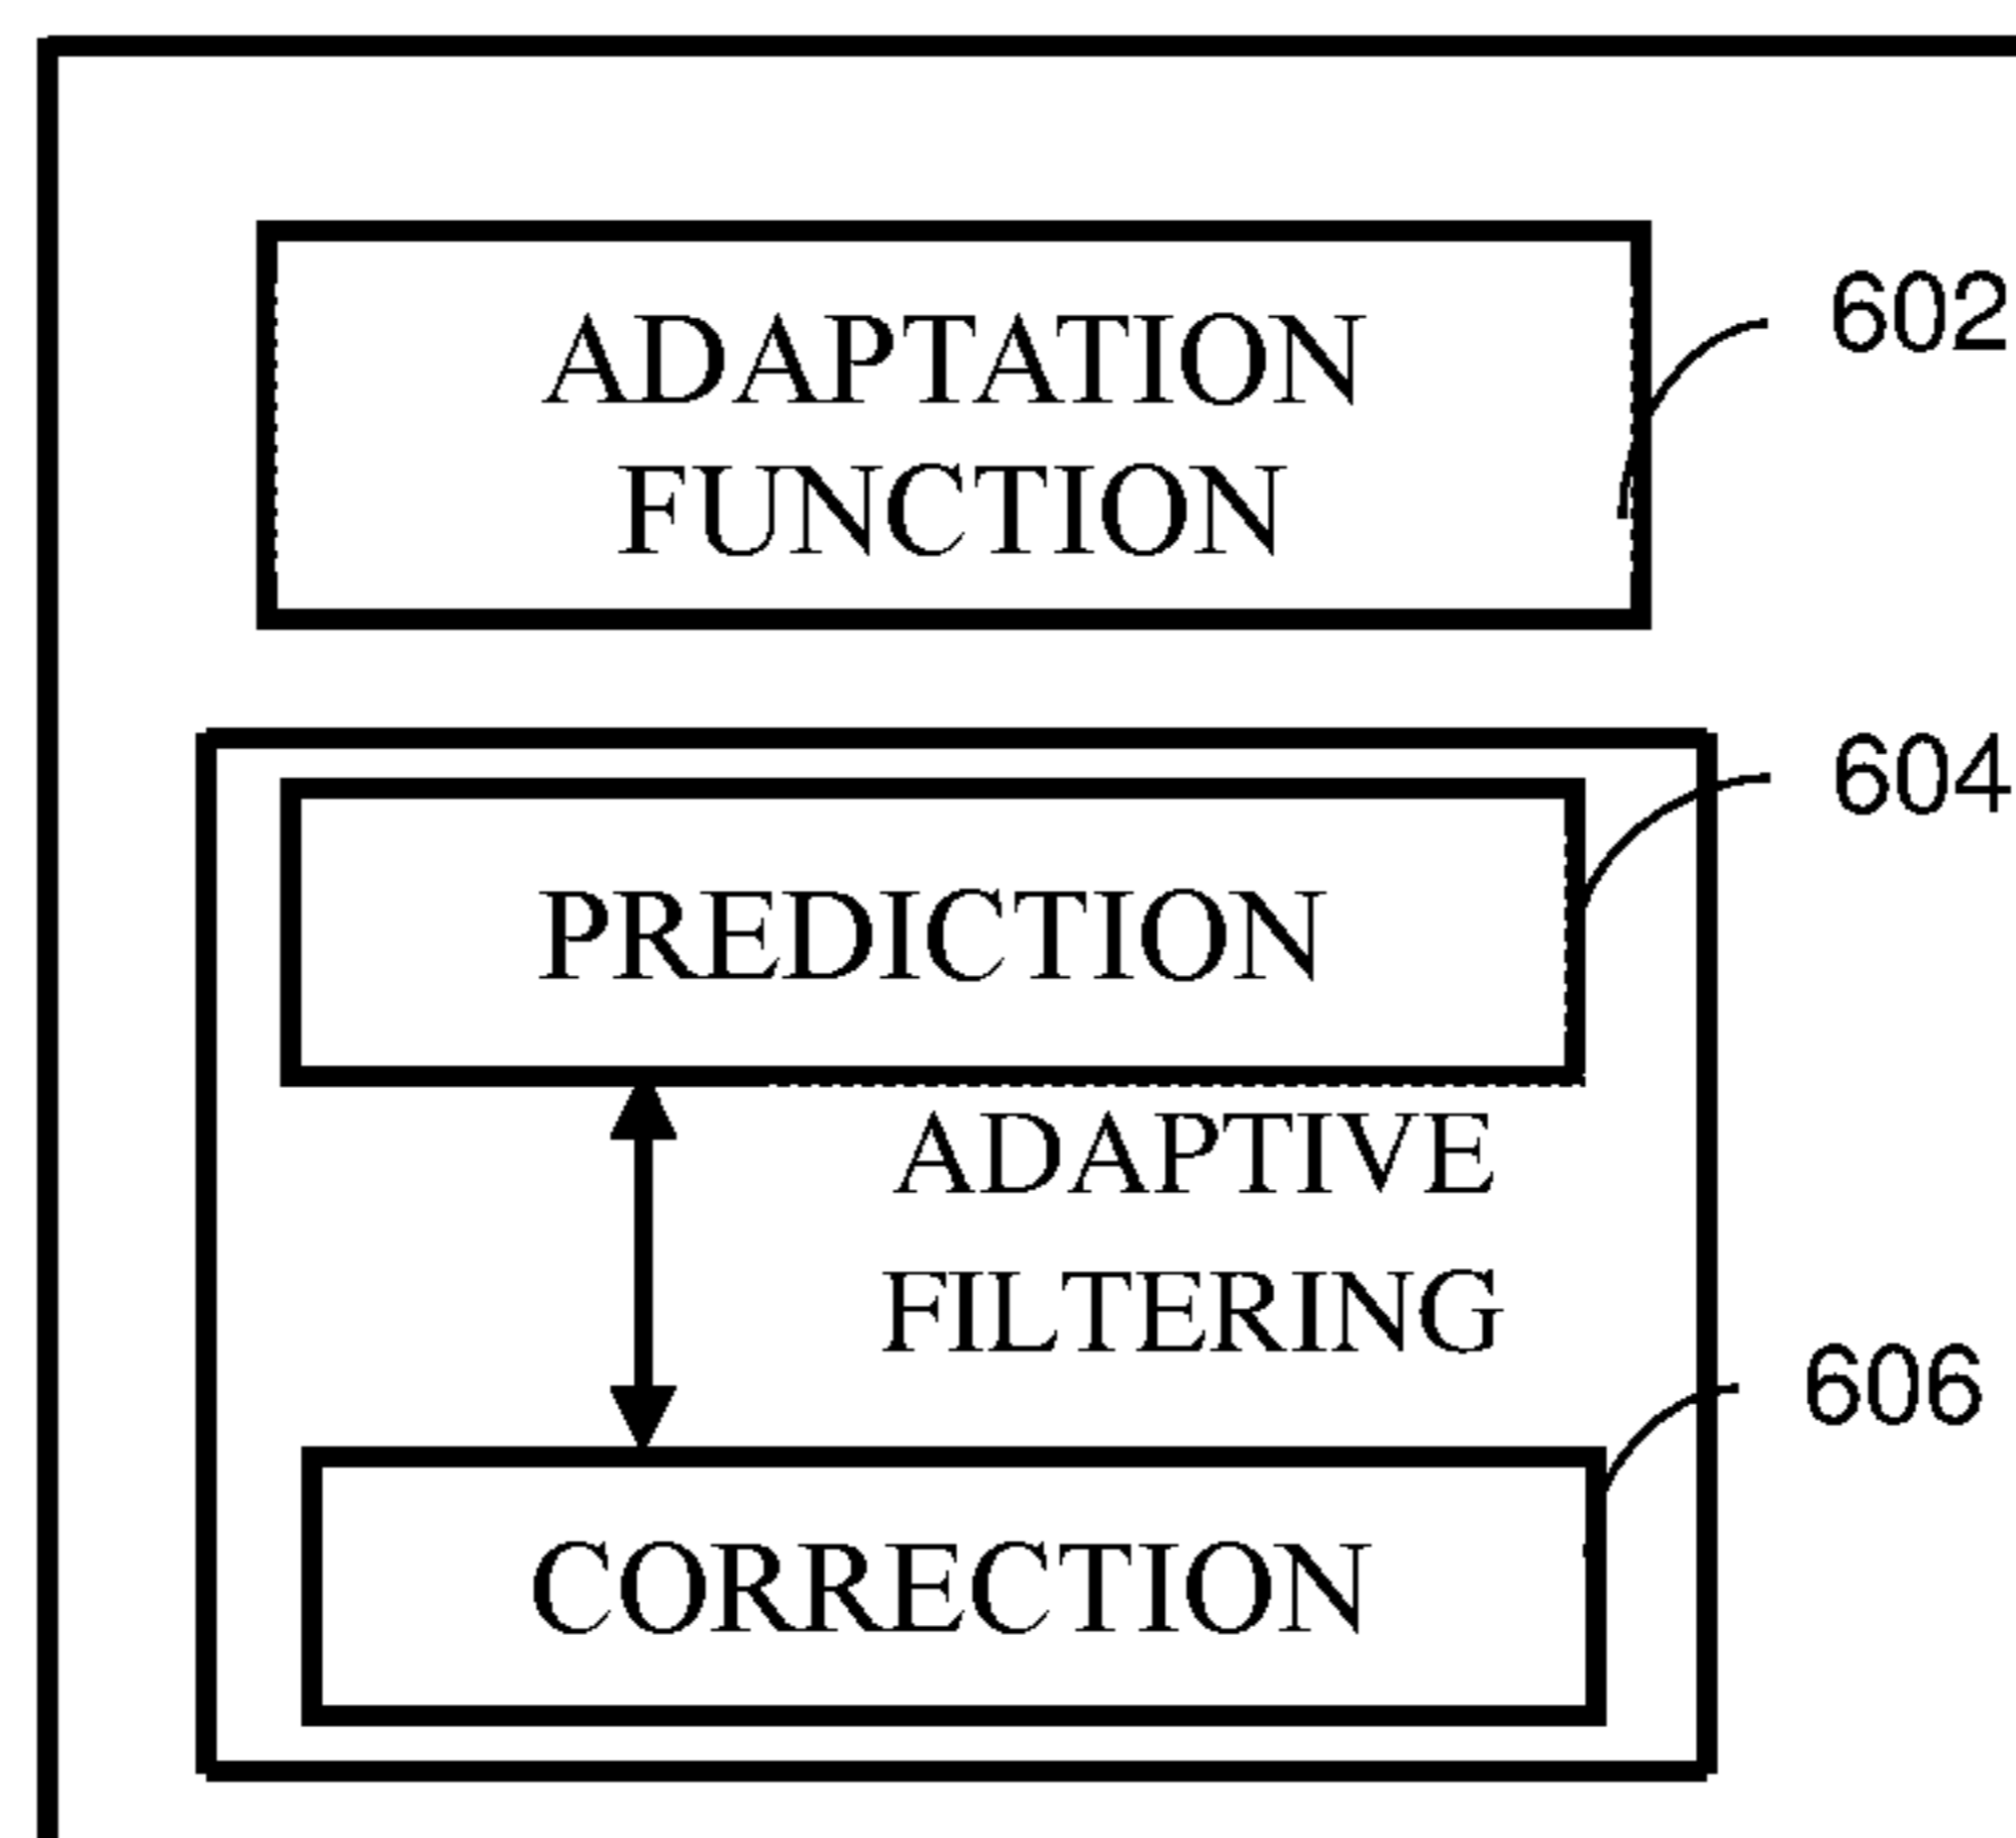 ADAPTATION
FUNCTION
602
604
PREDICTION
ADAPTIVE
FILTERING
606
CORRECTION